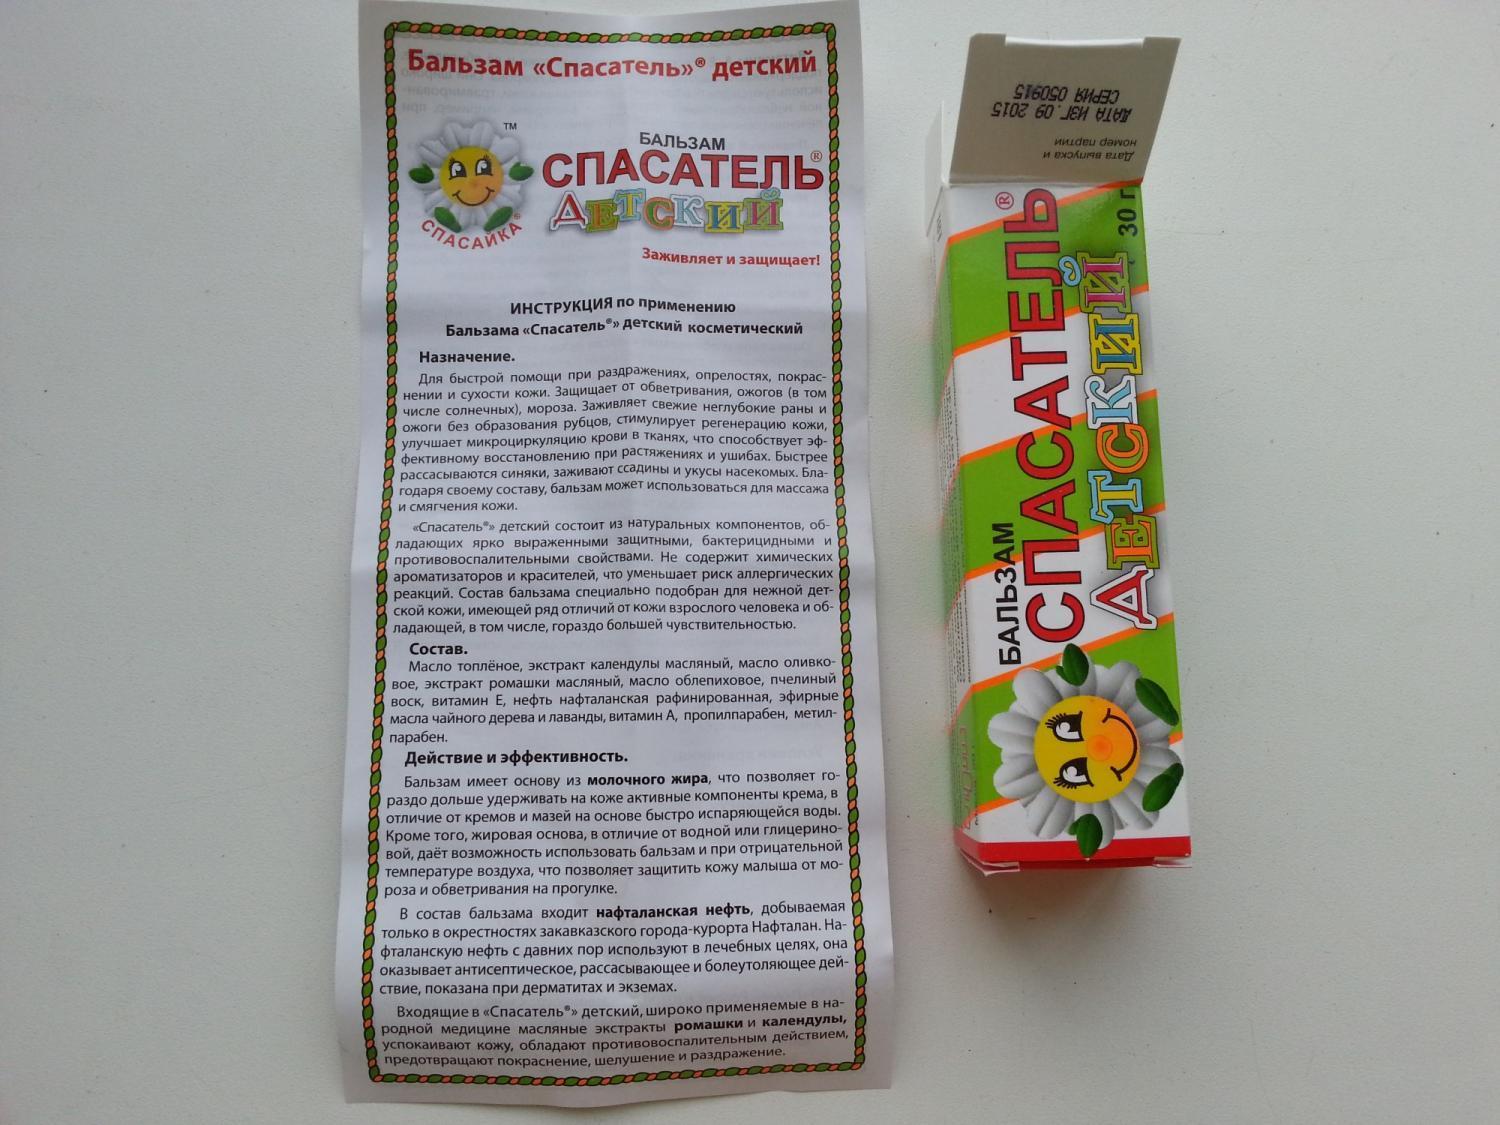 Бальзам «Спасатель»® детский
TM
СПАСАЙКА®
БАЛЬЗАМ
СПАСАТЕЛЬ®
ДЕТСКИЙ
Заживляет и защищает!
ИНСТРУКЦИЯ по применению
Бальзама «Спасатель®» детский косметический
Назначение.
Для быстрой помощи при раздражениях, опрелостях, покрас-
нении и сухости кожи. Защищает от обветривания, ожогов (в том
числе солнечных), мороза. Заживляет свежие неглубокие раны и
ожоги без образования рубцов, стимулирует регенерацию кожи,
улучшает микроциркуляцию крови в тканях, что способствует эф-
фективному восстановлению при растяжениях и ушибах. Быстрее
рассасываются синяки, заживают ссадины и укусы насекомых. Бла-
годаря своему составу, бальзам может использоваться для массажа
и смягчения кожи.
«Спасатель®» детский состоит из натуральных компонентов, об-
ладающих ярко выраженными защитными, бактерицидными и
противовоспалительными свойствами. Не содержит химических
ароматизаторов и красителей, что уменьшает риск аллергических
реакций. Состав бальзама специально подобран для нежной дет-
ской кожи, имеющей ряд отличий от кожи взрослого человека и об-
ладающей, в том числе, гораздо большей чувствительностью.
Состав.
Масло топлёное, экстракт календулы масляный, масло оливко-
вое, экстракт ромашки масляный, масло облепиховое, пчелиный
воск, витамин Е, нефть нафталанская рафинированная, эфирные
масла чайного дерева и лаванды, витамин А, пропилпарабен, метил-
парабен.
Действие и эффективность.
Бальзам имеет основу из молочного жира, что позволяет го-
раздо дольше удерживать на коже активные компоненты крема, в
отличие от кремов и мазей на основе быстро испаряющейся воды.
Кроме того, жировая основа, в отличие от водной или глицерино-
вой, даёт возможность использовать бальзам и при отрицательной
температуре воздуха, что позволяет защитить кожу малыша от мо-
роза и обветривания на прогулке.
В состав бальзама входит нафталанская нефть, добываемая
только в окрестностях закавказского города-курорта Нафталан. На-
фталанскую нефть с давних пор используют в лечебных целях, она
оказывает антисептическое, рассасывающее и болеутоляющее дей-
ствие, показана при дерматитах и экземах.
Входящие в «Спасатель®» детский, широко применяемые в на-
родной медицине масляные экстракты ромашки и календулы,
успокаивают кожу, обладают противовоспалительным действием,
предотвращают покраснение, шелушение и раздражение.
Дата выпуска и
номер партии
ДАТА ИЗГ. 09 2015
СЕРИЯ 050915
БАЛЬЗАМ
СПАСАТЕЛЬ®
ДЕТСКИЙ
30 г